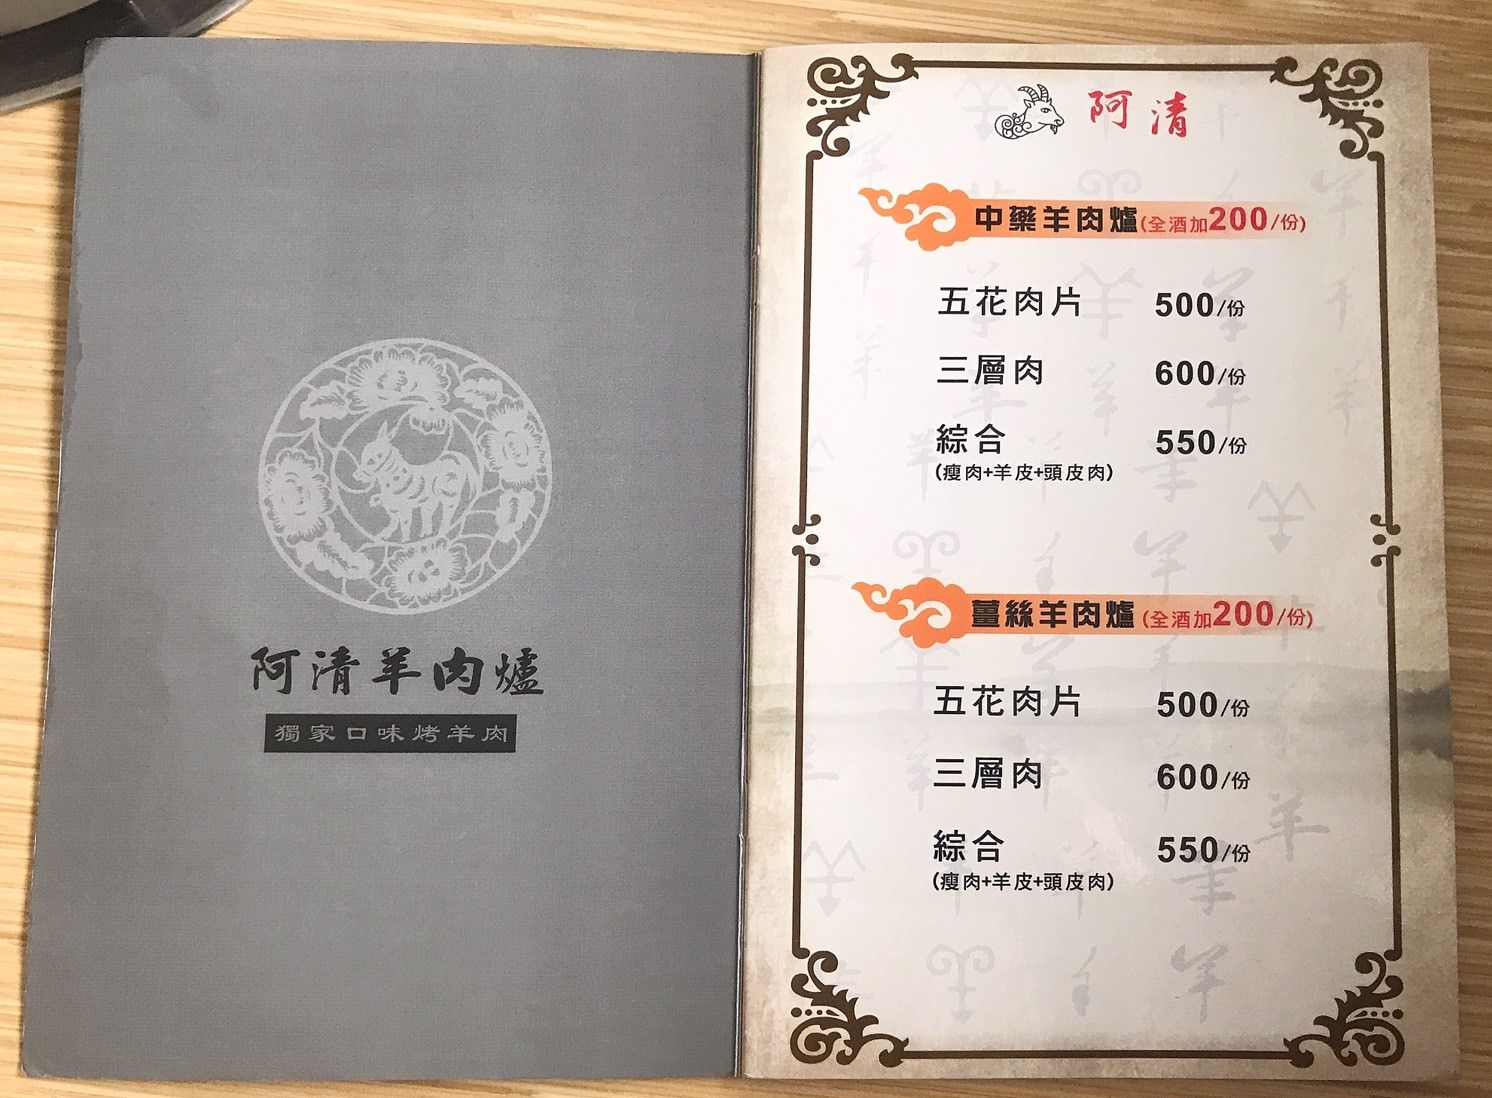 阿清羊肉爐
獨家口味烤羊肉
阿清
中藥羊肉爐(全酒加200/份)
五花肉片 500/份
三層肉 600/份
綜合 550/份
(瘦肉+羊皮+頭皮肉)
薑絲羊肉爐(全酒加200/份)
五花肉片 500/份
三層肉 600/份
綜合 550/份
(瘦肉+羊皮+頭皮肉)